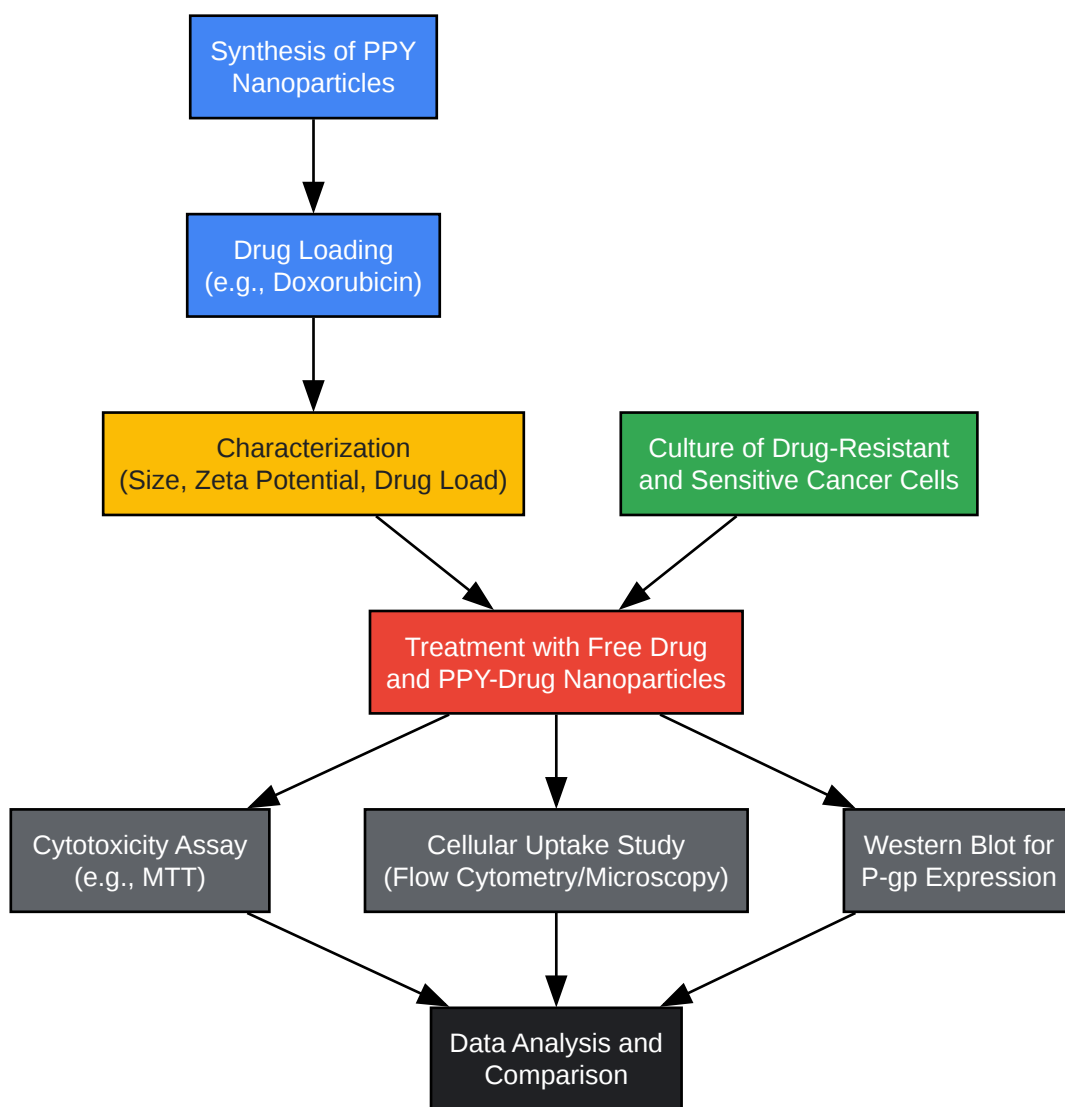 Synthesis of PPY
Nanoparticles
Drug Loading
(e.g., Doxorubicin)
Characterization
(Size, Zeta Potential, Drug Load)
Culture of Drug-Resistant
and Sensitive Cancer Cells
Treatment with Free Drug
and PPY-Drug Nanoparticles
Cytotoxicity Assay
(e.g., MTT)
Cellular Uptake Study
(Flow Cytometry/Microscopy)
Western Blot for
P-gp Expression
Data Analysis and
Comparison